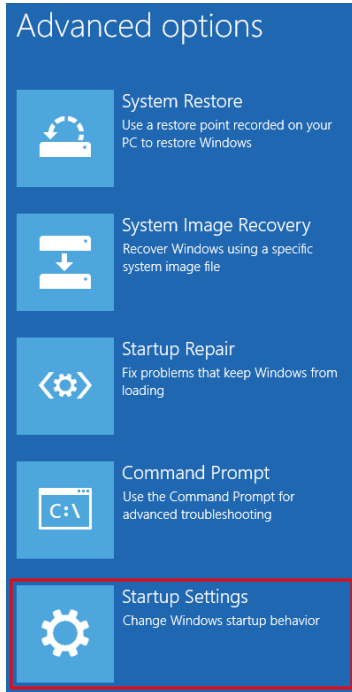 Advanced options
System Restore
Use a restore point recorded on your
PC to restore Windows
System Image Recovery
Recover Windows using a specific
system image file
Startup Repair
Fix problems that keep Windows from
loading
Command Prompt
Use the Command Prompt for
advanced troubleshooting
C:\
Startup Settings
Change Windows startup behavior